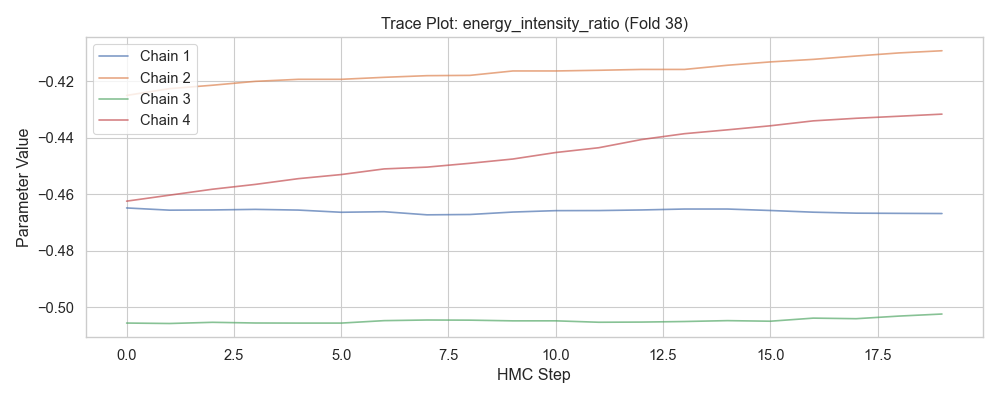 Trace Plot: energy_intensity_ratio (Fold 38)
Chain 1
Chain 2
Chain 3
Chain 4
Parameter Value
−0.42
−0.44
−0.46
−0.48
−0.50
0.0 2.5 5.0 7.5 10.0 12.5 15.0 17.5
HMC Step